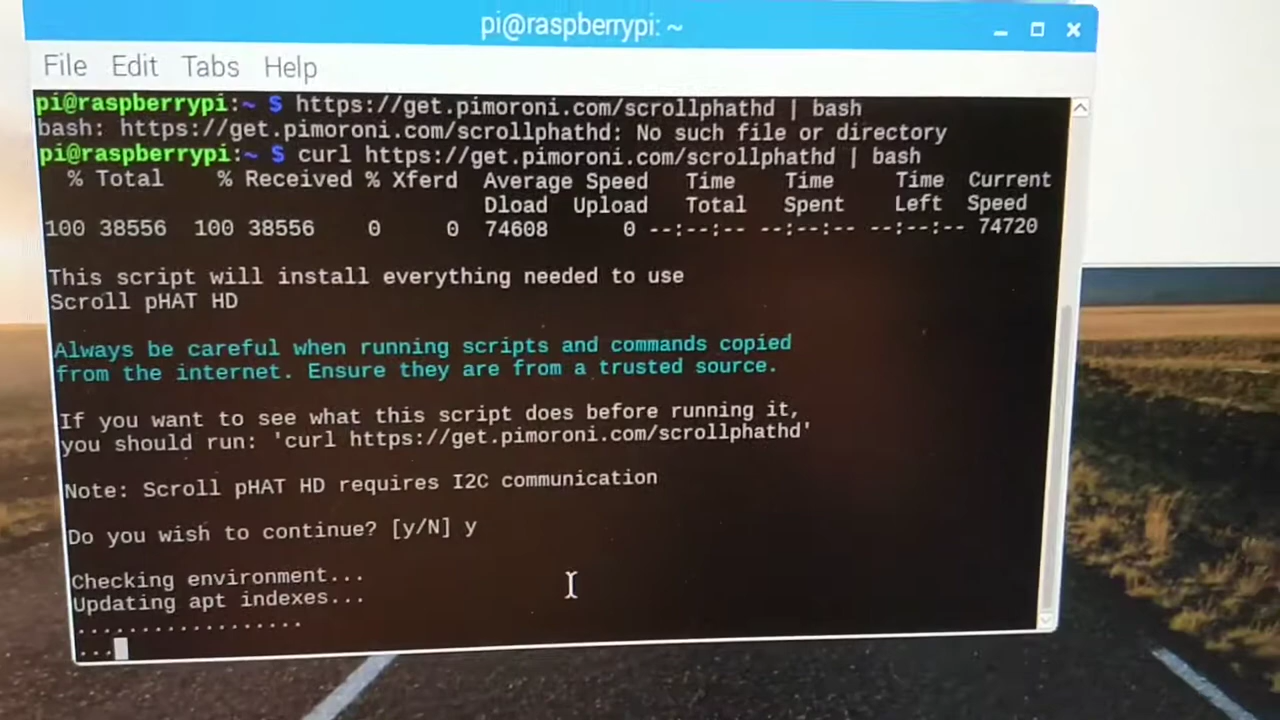 pi@raspberrypi: ~
File Edit Tabs Help
pi@raspberrypi:~ $ https://get.pimoroni.com/scrollphathd | bash
bash: https://get.pimoroni.com/scrollphathd: No such file or directory
pi@raspberrypi:~ $ curl https://get.pimoroni.com/scrollphathd | bash
% Total % Received % Xferd Average Speed Time Time Time Current
Dload Upload Total Spent Left Speed
100 38556 100 38556 0 0 74608 0 --:--:-- --:--:-- --:--:-- 74720
This script will install everything needed to use
Scroll pHAT HD
Always be careful when running scripts and commands copied
from the internet. Ensure they are from a trusted source.
If you want to see what this script does before running it,
you should run: 'curl https://get.pimoroni.com/scrollphathd'
Note: Scroll pHAT HD requires I2C communication
Do you wish to continue? [y/N] y
Checking environment...
Updating apt indexes...
..................
...